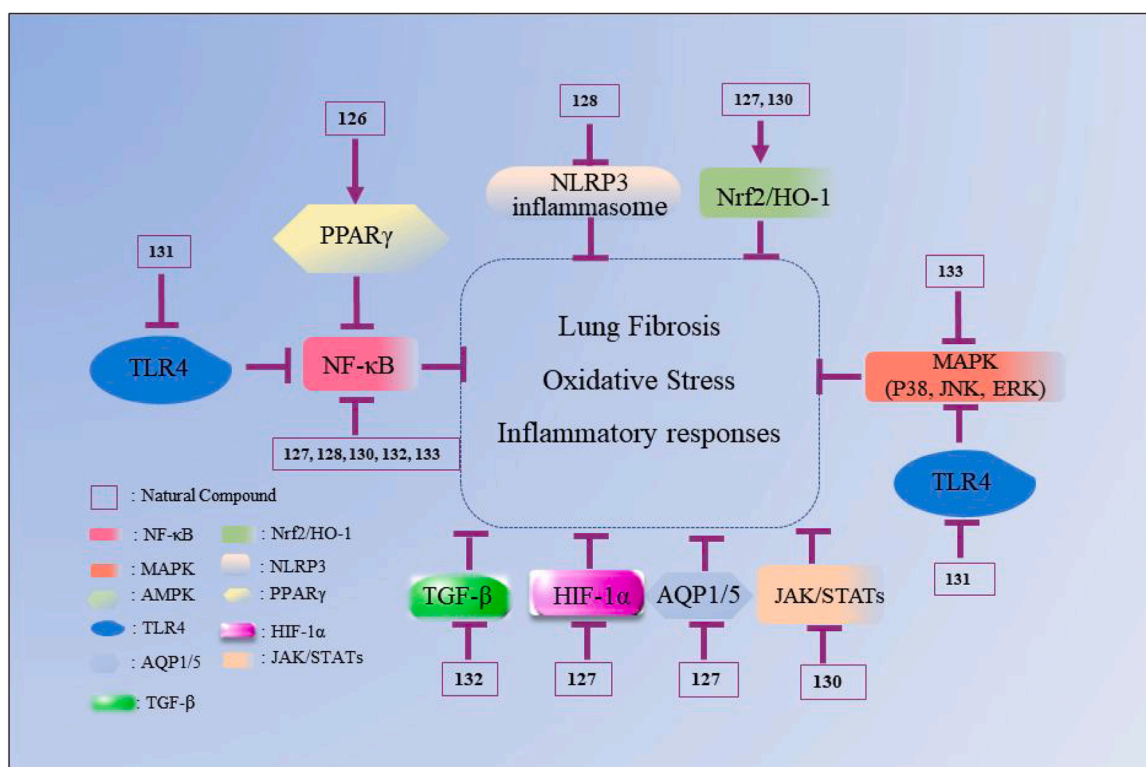 128
127, 130
126
NLRP3
inflammasome
Nrf2/HO-1
PPARγ
131
133
Lung Fibrosis
TLR4
NF-κB
Oxidative Stress
MAPK
(P38, JNK, ERK)
Inflammatory responses
127, 128, 130, 132, 133
TLR4
: Natural Compound
: NF-κB
: Nrf2/HO-1
: MAPK
: NLRP3
: AMPK
: PPARγ
: TLR4
: HIF-1α
: AQP1/5
: JAK/STATs
: TGF-β
131
TGF-β
HIF-1α
AQP1/5
JAK/STATs
132
127
127
130